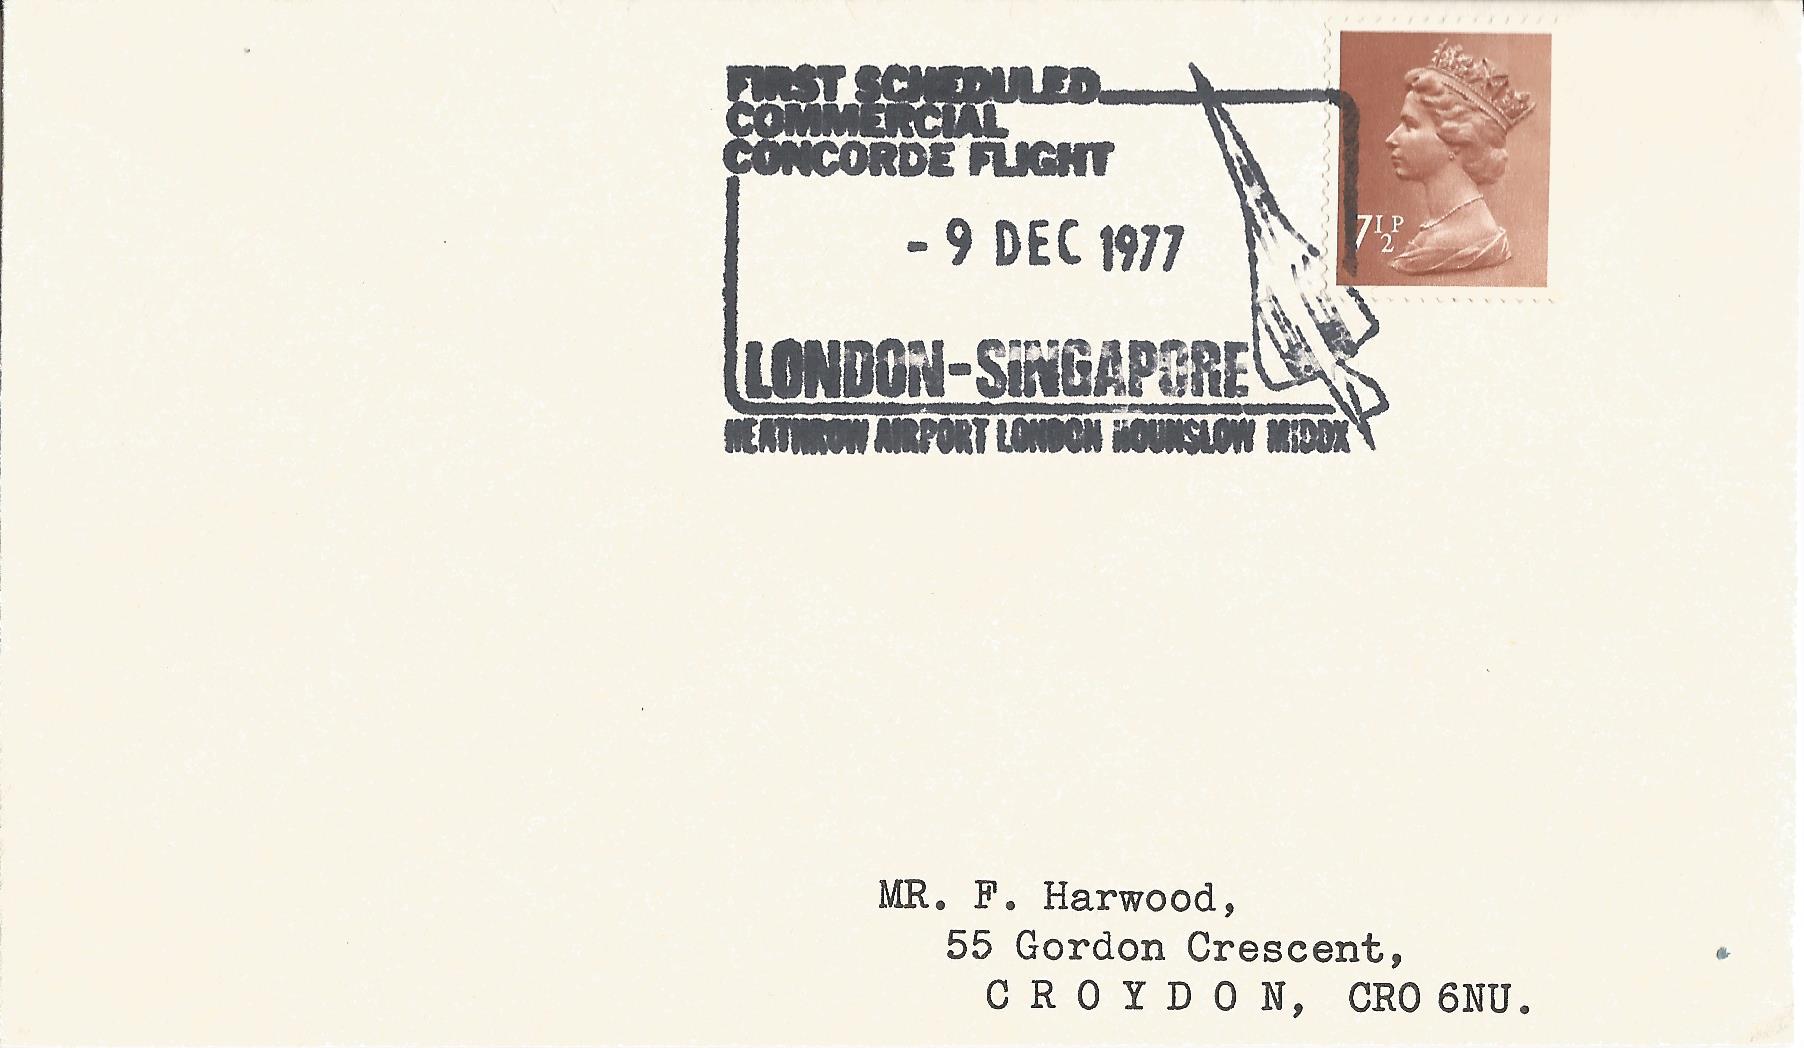 FIRST SCHEDULED
COMMERCIAL
CONCORDE FLIGHT
- 9 DEC 1977
7½P
LONDON-SINGAPORE
HEATHROW AIRPORT LONDON HOUNSLOW MIDDX
MR. F. Harwood,
55 Gordon Crescent,
CROYDON, CRO 6NU.